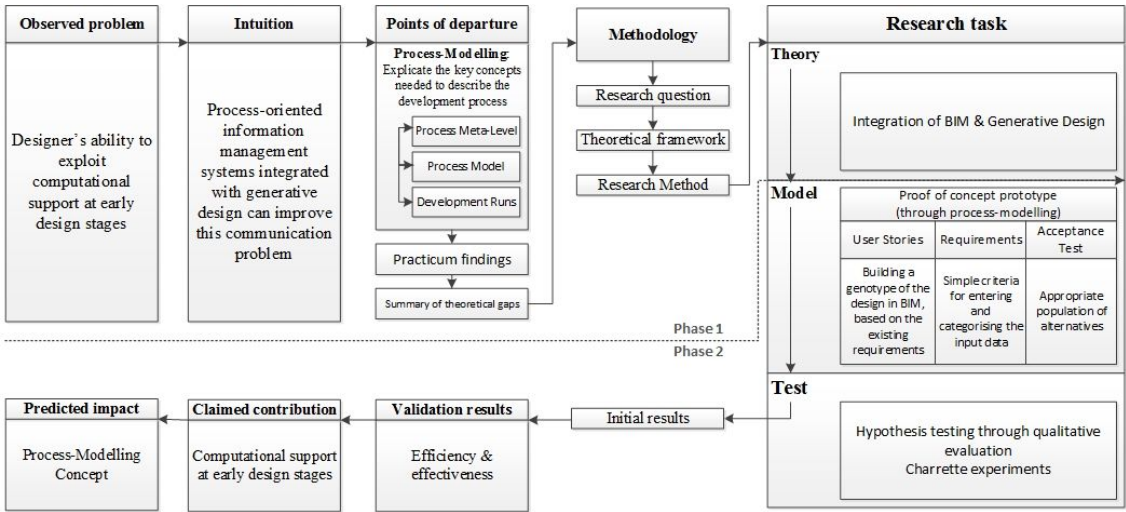 Observed problem
Designer's ability to
exploit
computational
support at early
design stages
Intuition
Process-oriented
information
management
systems integrated
with generative
design can improve
this communication
problem
Points of departure
Process-Modelling:
Explicate the key concepts
needed to describe the
development process
Process Meta-Level
Process Model
Development Runs
Practicum findings
Summary of theoretical gaps
Methodology
Research question
Theoretical framework
Research Method
Research task
Theory
Integration of BIM & Generative Design
Model
Proof of concept prototype
(through process-modelling)
User Stories
Requirements
Acceptance
Test
Building a
genotype of the
design in BIM,
based on the
existing
requirements
Simple criteria
for entering
and
categorising the
input data
Appropriate
population of
alternatives
Phase 1
Phase 2
Test
Hypothesis testing through qualitative
evaluation
Charrette experiments
Initial results
Validation results
Efficiency &
effectiveness
Claimed contribution
Computational support
at early design stages
Predicted impact
Process-Modelling
Concept